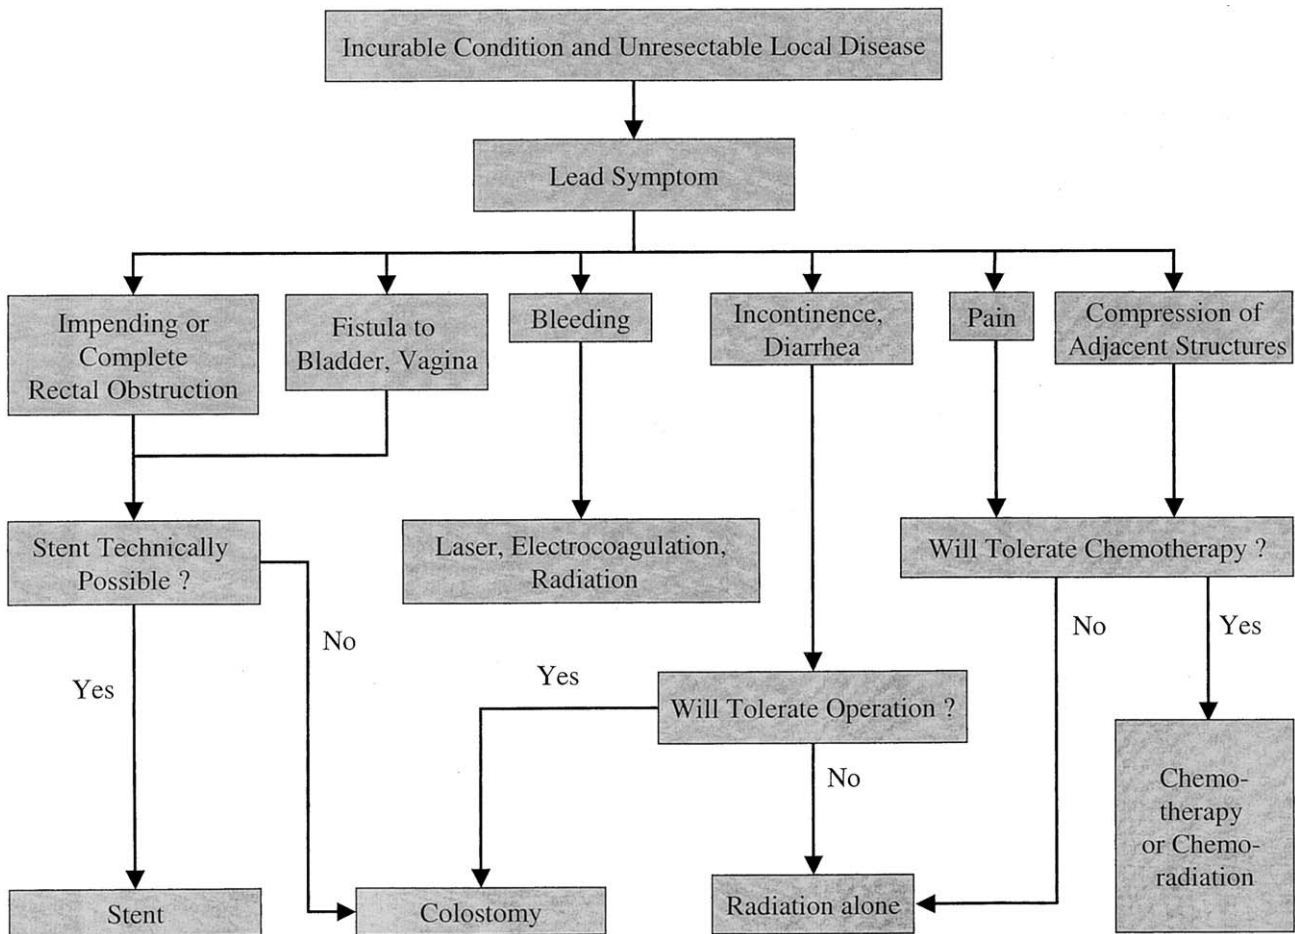 Incurable Condition and Unresectable Local Disease
Lead Symptom
Impending or
Complete
Rectal Obstruction
Fistula to
Bladder, Vagina
Bleeding
Incontinence,
Diarrhea
Pain
Compression of
Adjacent Structures
Stent Technically
Possible ?
Laser, Electrocoagulation,
Radiation
Will Tolerate Chemotherapy ?
No
No
Yes
Yes
Yes
Will Tolerate Operation ?
No
Chemo-
therapy
or Chemo-
radiation
Stent
Colostomy
Radiation alone